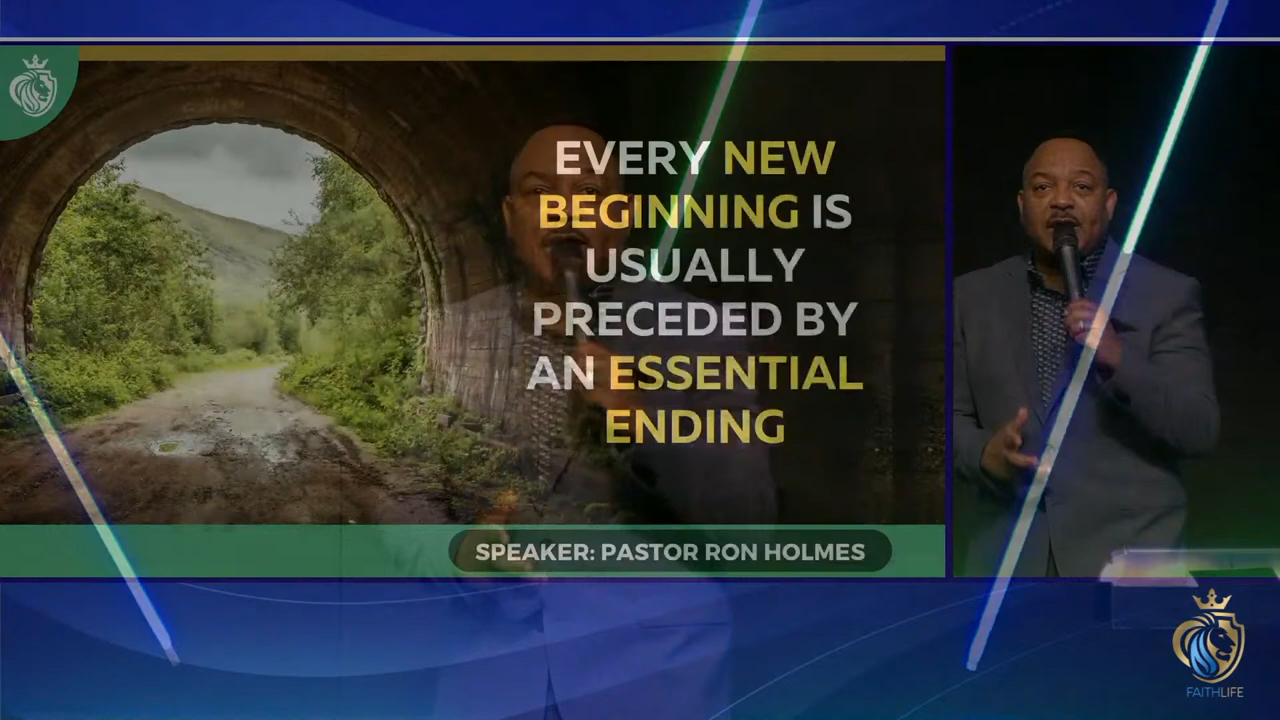 EVERY NEW
BEGINNING IS
USUALLY
PRECEDED BY
AN ESSENTIAL
ENDING
SPEAKER: PASTOR RON HOLMES
FAITHLIFE